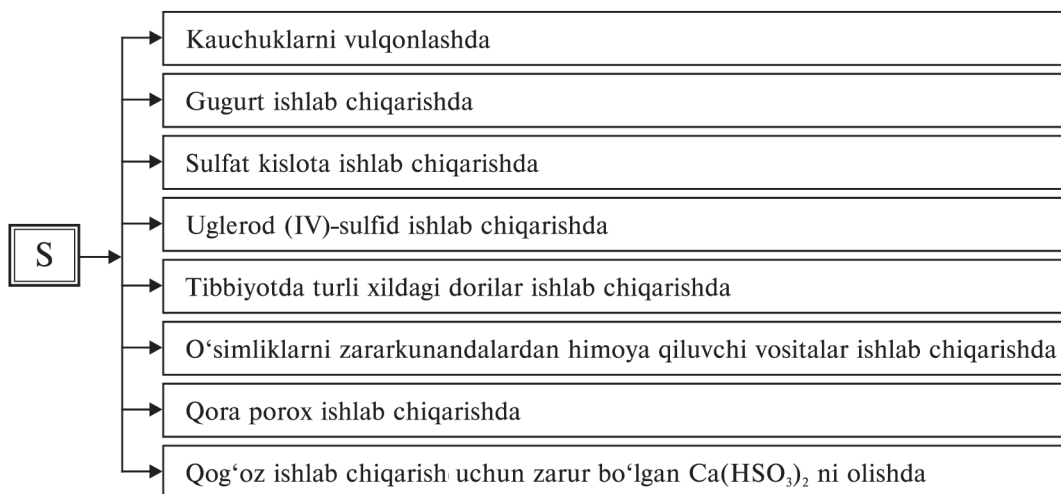 Kauchuklarni vulqonlashda
Gugurt ishlab chiqarishda
Sulfat kislota ishlab chiqarishda
S
Uglerod (IV)-sulfid ishlab chiqarishda
Tibbiyotda turli xildagi dorilar ishlab chiqarishda
O‘simliklarni zararkunandalardan himoya qiluvchi vositalar ishlab chiqarishda
Qora porox ishlab chiqarishda
Qog‘oz ishlab chiqarish uchun zarur bo‘lgan Ca(HSO₃)₂ ni olishda